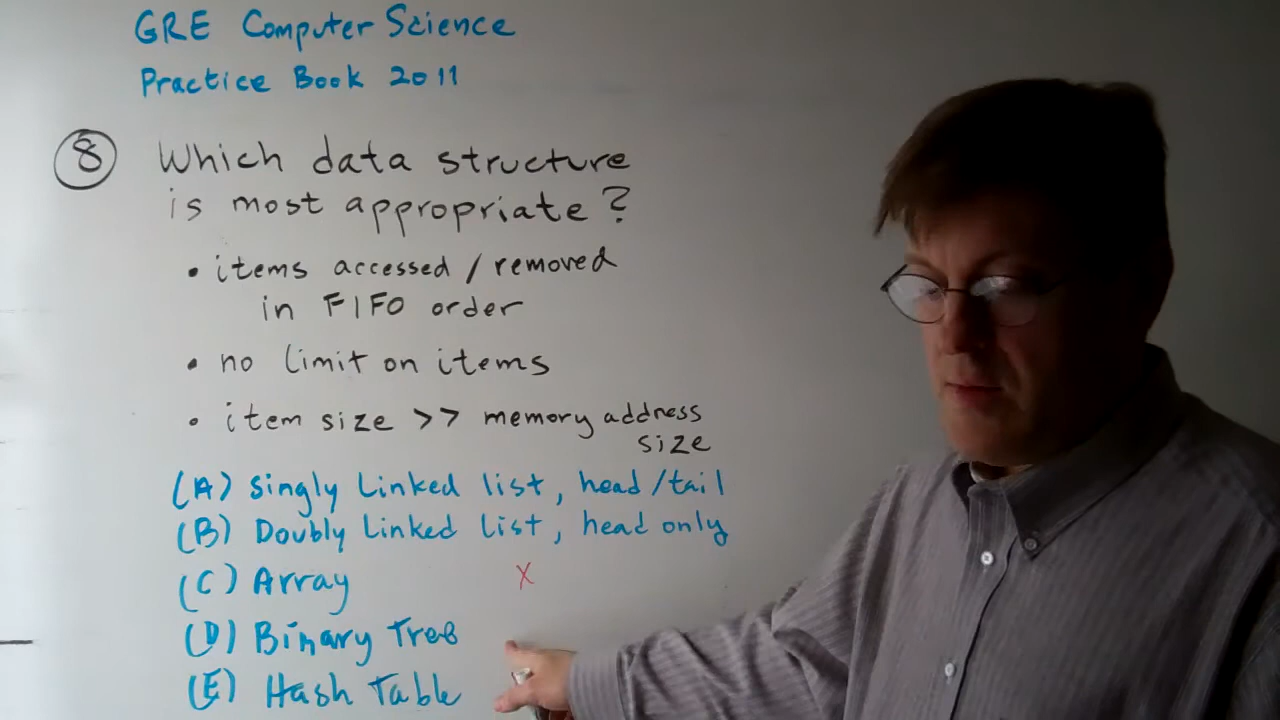 GRE Computer Science
Practice Book 2011
8 Which data structure
is most appropriate?
• items accessed / removed
in FIFO order
• no limit on items
• item size >> memory address
size
(A) Singly Linked list, head/tail
(B) Doubly Linked list, head only
(C) Array X
(D) Binary Tree
(E) Hash Table